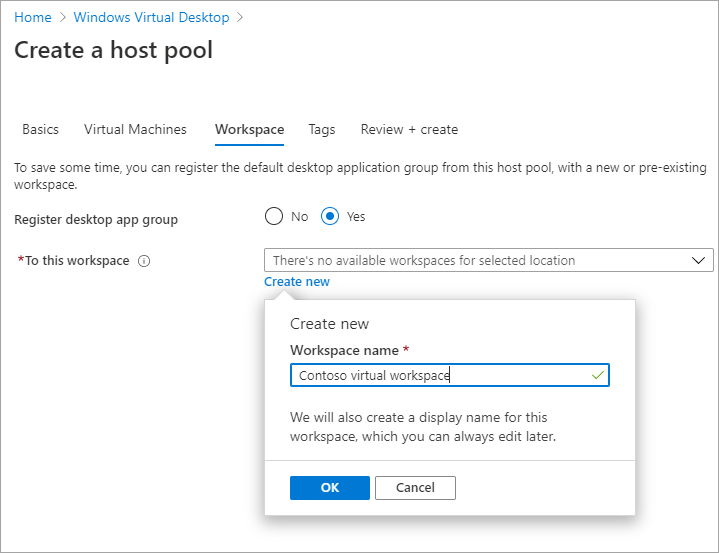 Home > Windows Virtual Desktop >
Create a host pool
Basics Virtual Machines Workspace Tags Review + create
To save some time, you can register the default desktop application group from this host pool, with a new or pre-existing
workspace.
Register desktop app group No Yes
*To this workspace There's no available workspaces for selected location
Create new
Create new
Workspace name *
Contoso virtual workspace
We will also create a display name for this
workspace, which you can always edit later.
OK Cancel